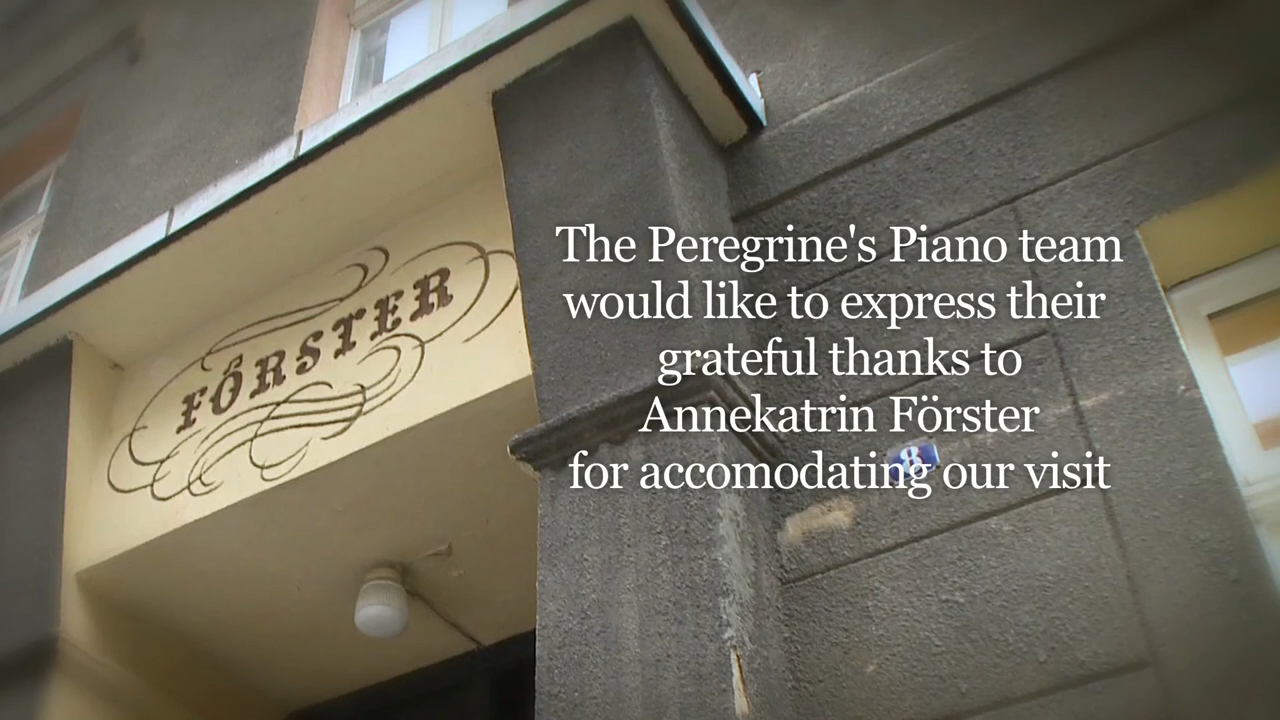 FÖRSTER
The Peregrine's Piano team
would like to express their
grateful thanks to
Annekatrin Förster
for accomodating our visit
8